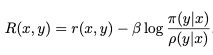 R(x, y) = r(x, y) − β log π(y|x) / ρ(y|x) .